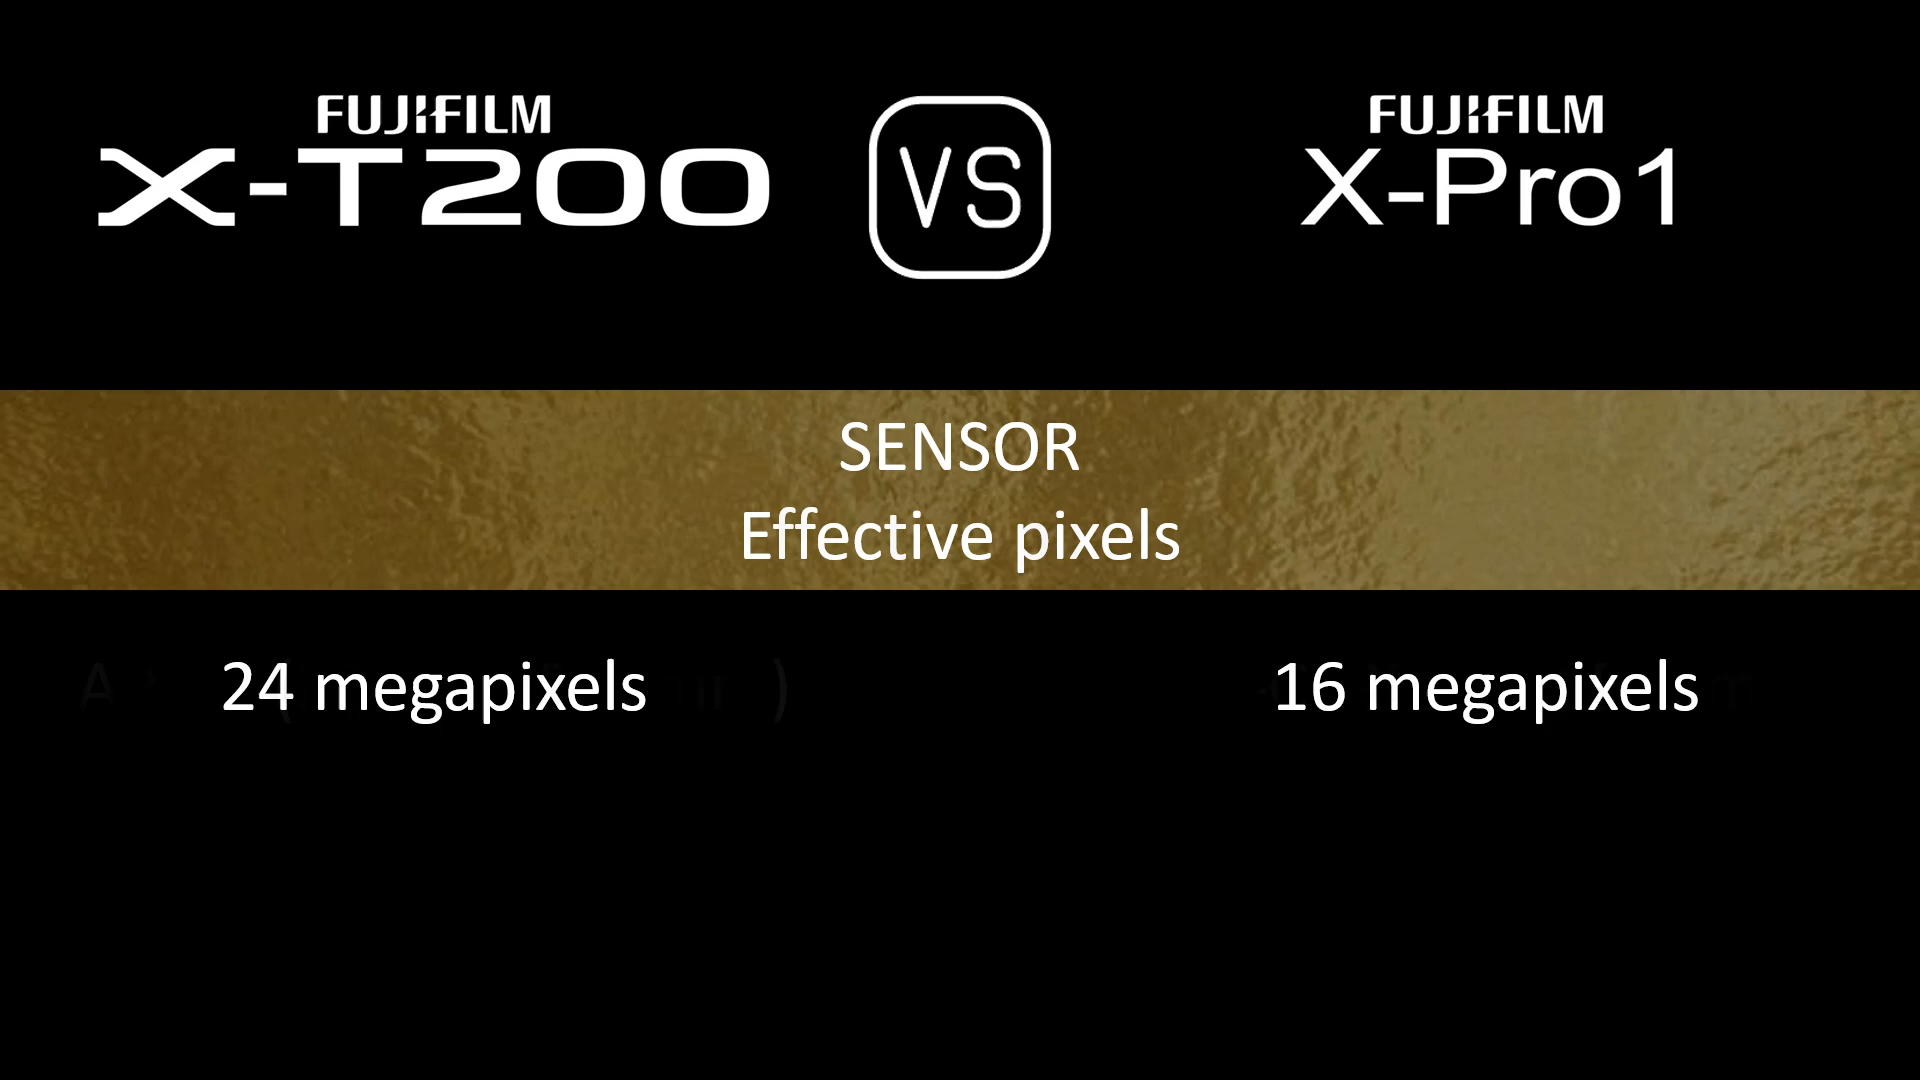 FUJIFILM
X-T200
VS
FUJIFILM
X-Pro1
SENSOR
Effective pixels
24 megapixels
16 megapixels